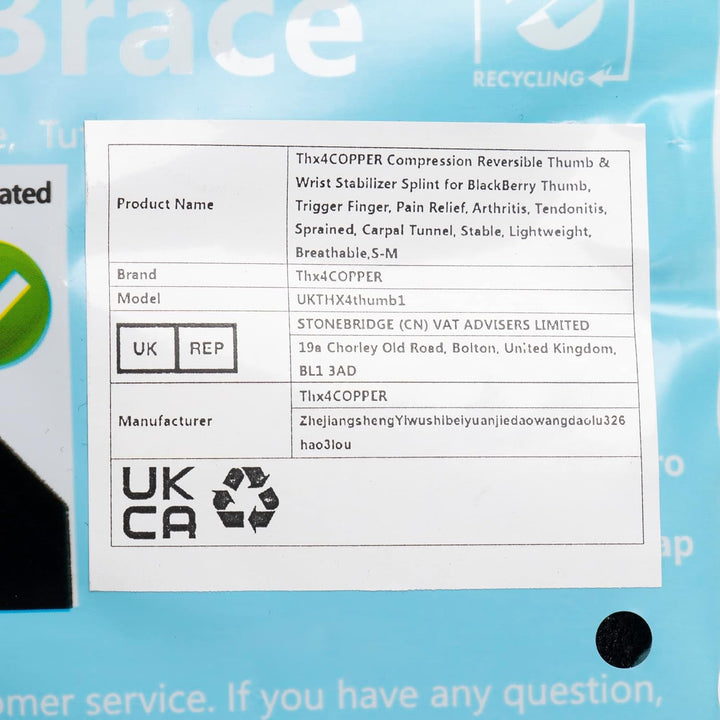 Brace
RECYCLING
ated
Product Name
Thx4COPPER Compression Reversible Thumb &
Wrist Stabilizer Splint for BlackBerry Thumb,
Trigger Finger, Pain Relief, Arthritis, Tendonitis,
Sprained, Carpal Tunnel, Stable, Lightweight,
Breathable,S-M
Brand
Thx4COPPER
Model
UKTHX4thumb1
UK REP
STONEBRIDGE (CN) VAT ADVISERS LIMITED
19a Chorley Old Road, Bolton, United Kingdom,
BL1 3AD
Manufacturer
Thx4COPPER
ZhejiangshengYiwushibeiyuanjiedaowangdaolu326
hao3lou
UK
CA
ro
ap
omer service. If you have any question,